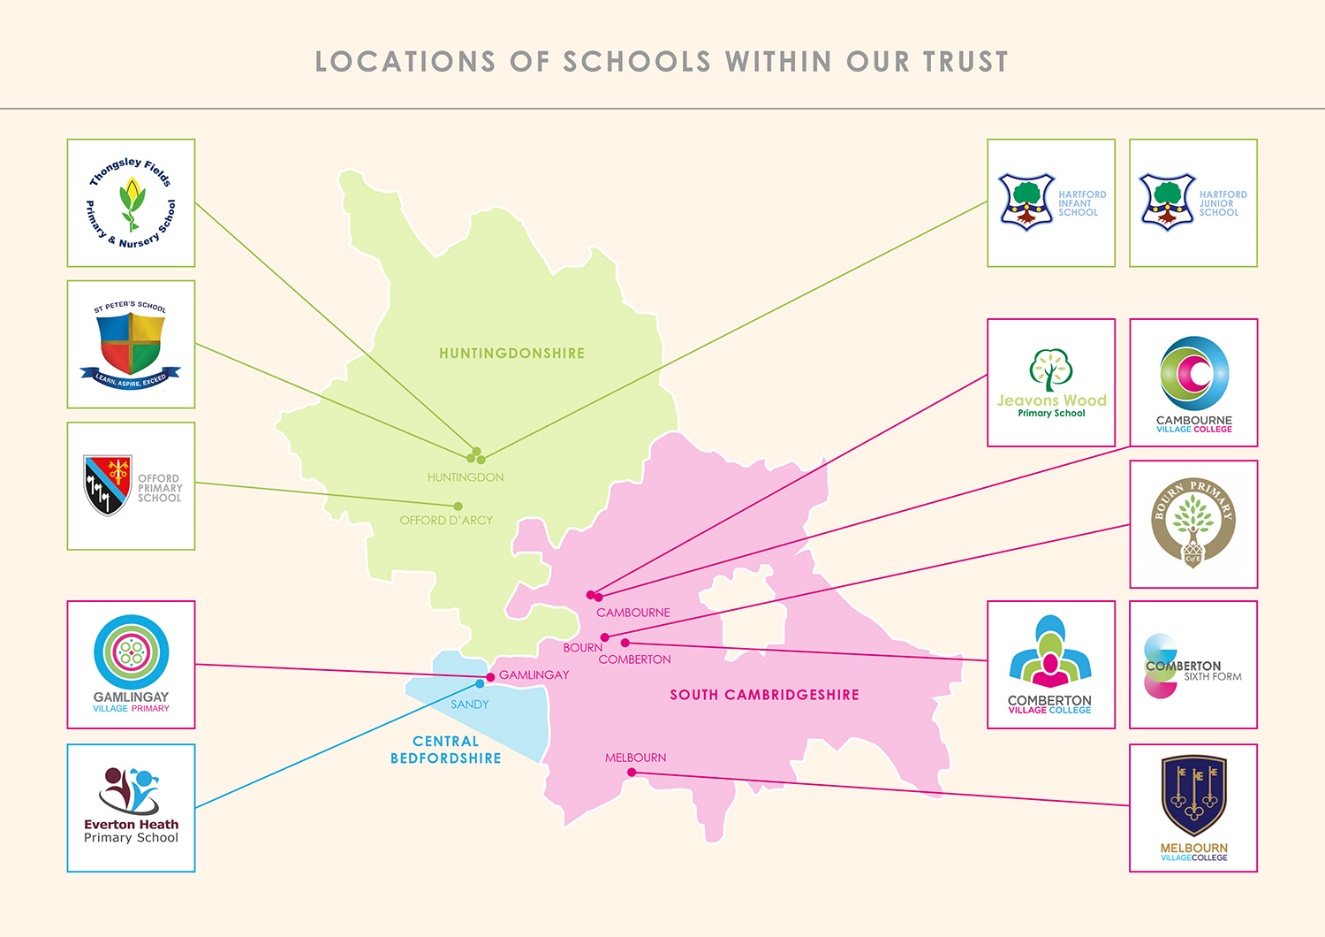 LOCATIONS OF SCHOOLS WITHIN OUR TRUST
Thongsley Fields
Primary & Nursery School
ST PETER'S SCHOOL
LEARN, ASPIRE, EXCEED
OFFORD
PRIMARY
SCHOOL
GAMLINGAY
VILLAGE PRIMARY
Everton Heath
Primary School
HUNTINGDONSHIRE
HUNTINGDON
OFFORD D'ARCY
CAMBOURNE
BOURN
COMBERTON
GAMLINGAY
SANDY
SOUTH CAMBRIDGESHIRE
CENTRAL
BEDFORDSHIRE
MELBOURN
HARTFORD
INFANT
SCHOOL
HARTFORD
JUNIOR
SCHOOL
Jeavons Wood
Primary School
CAMBOURNE
VILLAGE COLLEGE
BOURN PRIMARY
CofE
COMBERTON
VILLAGE COLLEGE
COMBERTON
SIXTH FORM
MELBOURN
VILLAGECOLLEGE